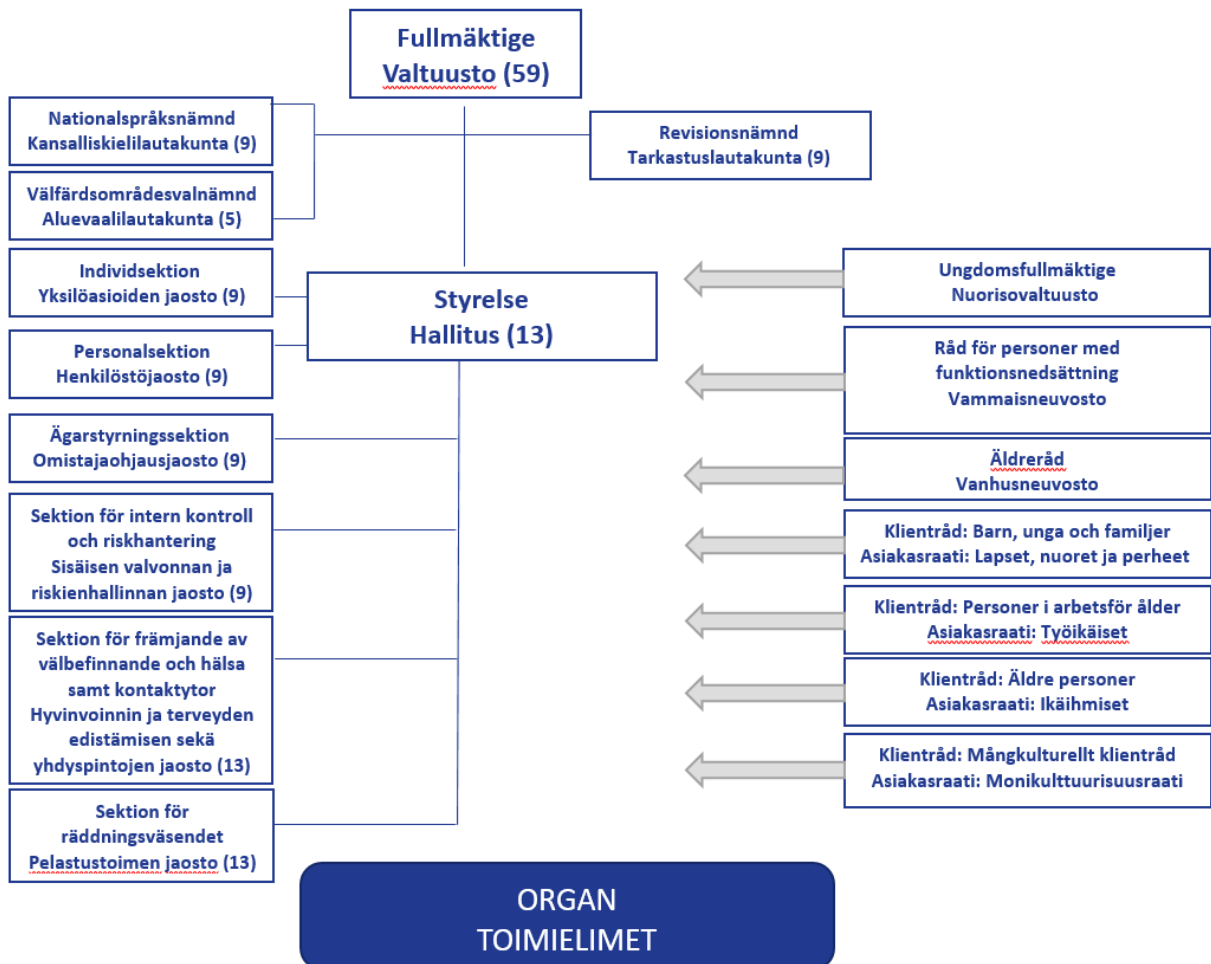 Fullmäktige
Valtuusto (59)
Nationalspråksnämnd
Kansalliskielilautakunta (9)
Revisionsnämnd
Tarkastuslautakunta (9)
Välfärdsområdesvalnämnd
Aluevaalilautakunta (5)
Individsektion
Yksilöasioiden jaosto (9)
Styrelse
Hallitus (13)
Personalsektion
Henkilöstöjaosto (9)
Ägarstyrningssektion
Omistajaohjausjaosto (9)
Sektion för intern kontroll
och riskhantering
Sisäisen valvonnan ja
riskienhallinnan jaosto (9)
Sektion för främjande av
välbefinnande och hälsa
samt kontaktytor
Hyvinvoinnin ja terveyden
edistämisen sekä
yhdyspintojen jaosto (13)
Sektion för
räddningsväsendet
Pelastustoimen jaosto (13)
Ungdomsfullmäktige
Nuorisovaltuusto
Råd för personer med
funktionsnedsättning
Vammaisneuvosto
Äldreråd
Vanhusneuvosto
Klientråd: Barn, unga och familjer
Asiakasraati: Lapset, nuoret ja perheet
Klientråd: Personer i arbetsför ålder
Asiakasraati: Työikäiset
Klientråd: Äldre personer
Asiakasraati: Ikäihmiset
Klientråd: Mångkulturellt klientråd
Asiakasraati: Monikulttuurisuusraati
ORGAN
TOIMIELIMET